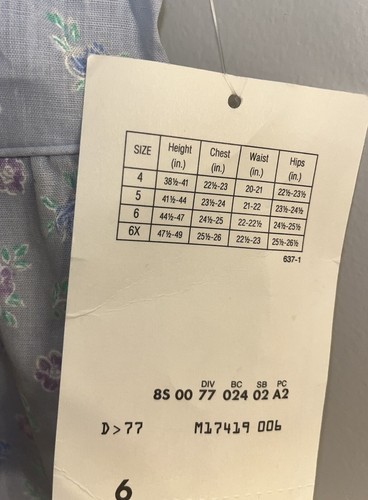 SIZE Height (in.) Chest (in.) Waist (in.) Hips (in.)
4 38½-41 22½-23 20-21 22½-23½
5 41½-44 23½-24 21-22 23½-24½
6 44½-47 24½-25 22-22½ 24½-25½
6X 47½-49 25½-26 22½-23 25½-26½
637-1
DIV BC SB PC
8S 00 77 024 02 A2
D>77 M17419 006
6